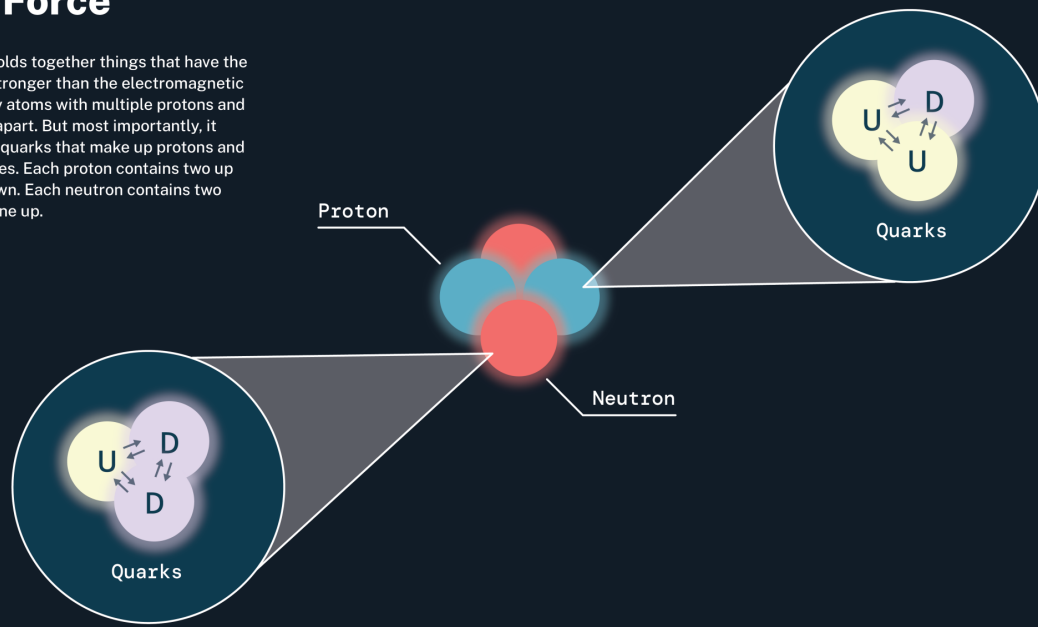 Force
olds together things that have the
tronger than the electromagnetic
y atoms with multiple protons and
apart. But most importantly, it
quarks that make up protons and
es. Each proton contains two up
wn. Each neutron contains two
ne up.
Proton
Neutron
U
D
U
Quarks
U
D
D
Quarks